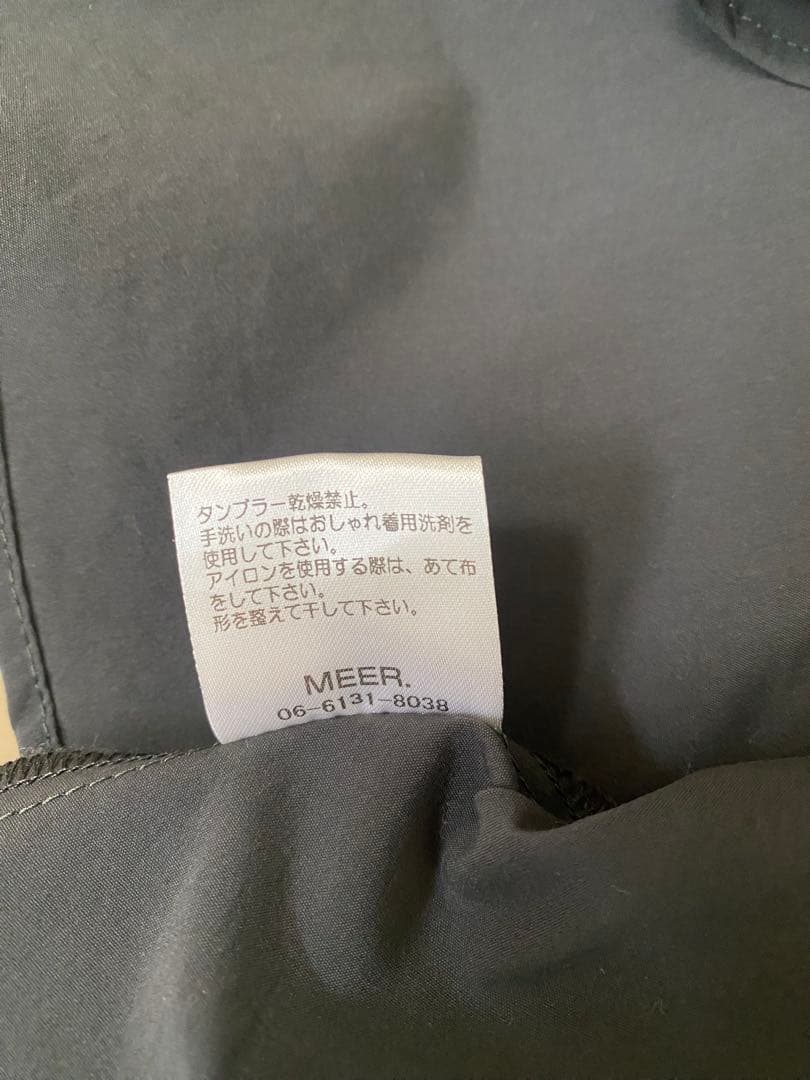 タンブラー乾燥禁止。
手洗いの際はおしゃれ着用洗剤を
使用して下さい。
アイロンを使用する際は、あて布
をして下さい。
形を整えて干して下さい。
MEER.
06-6131-8038